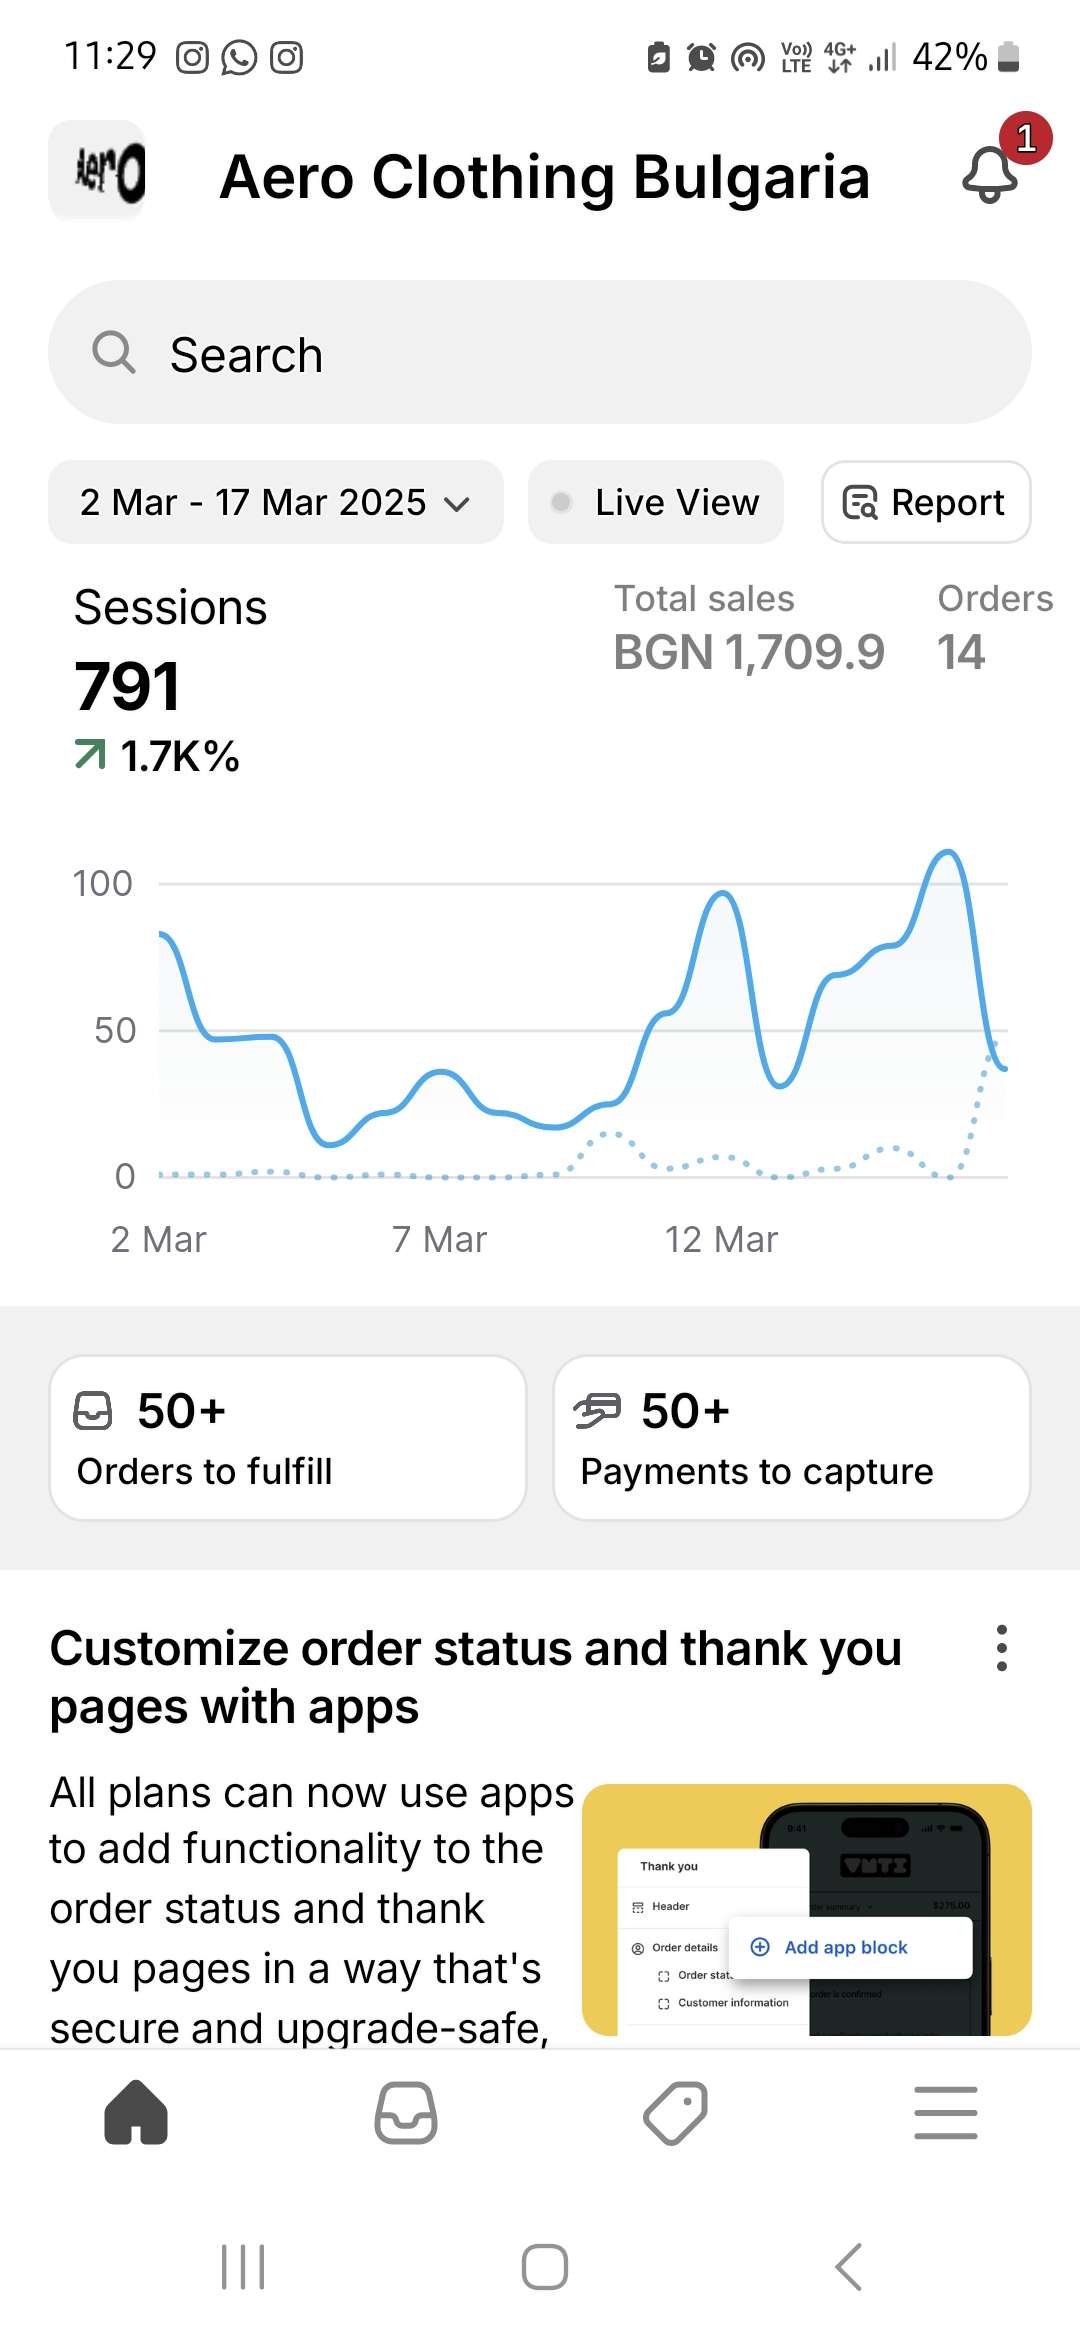 11:29
Vo))
LTE
4G+
42%
Aero
Aero Clothing Bulgaria
1
Search
2 Mar - 17 Mar 2025
Live View
Report
Sessions
791
1.7K%
Total sales
BGN 1,709.9
Orders
14
100
50
0
2 Mar
7 Mar
12 Mar
50+
Orders to fulfill
50+
Payments to capture
Customize order status and thank you
pages with apps
All plans can now use apps
to add functionality to the
order status and thank
you pages in a way that's
secure and upgrade-safe,
9:41
Thank you
Header
$275.00
Order details
Add app block
Order stat
order is confirmed
Customer information